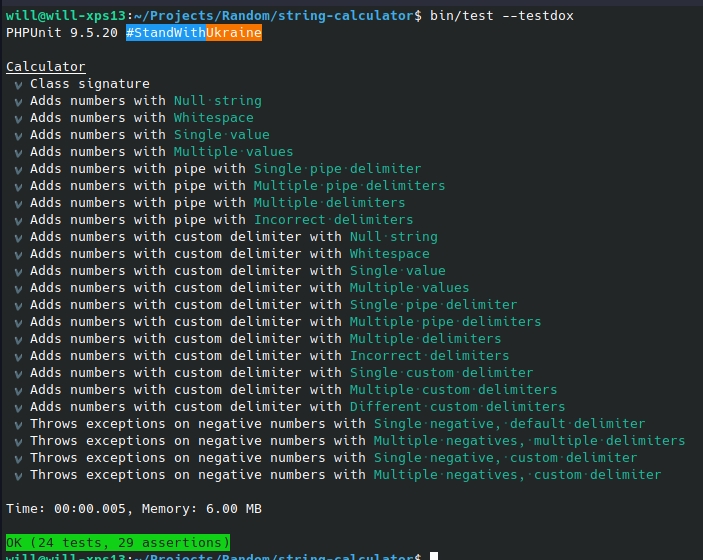 will@will-xps13:~/Projects/Random/string-calculator$ bin/test --testdox
PHPUnit 9.5.20 #StandWithUkraine
Calculator
✔ Class signature
✔ Adds numbers with Null·string
✔ Adds numbers with Whitespace
✔ Adds numbers with Single·value
✔ Adds numbers with Multiple·values
✔ Adds numbers with pipe with Single·pipe·delimiter
✔ Adds numbers with pipe with Multiple·pipe·delimiters
✔ Adds numbers with pipe with Multiple·delimiters
✔ Adds numbers with pipe with Incorrect·delimiters
✔ Adds numbers with custom delimiter with Null·string
✔ Adds numbers with custom delimiter with Whitespace
✔ Adds numbers with custom delimiter with Single·value
✔ Adds numbers with custom delimiter with Multiple·values
✔ Adds numbers with custom delimiter with Single·pipe·delimiter
✔ Adds numbers with custom delimiter with Multiple·pipe·delimiters
✔ Adds numbers with custom delimiter with Multiple·delimiters
✔ Adds numbers with custom delimiter with Incorrect·delimiters
✔ Adds numbers with custom delimiter with Single·custom·delimiter
✔ Adds numbers with custom delimiter with Multiple·custom·delimiters
✔ Adds numbers with custom delimiter with Different·custom·delimiters
✔ Throws exceptions on negative numbers with Single·negative,·default·delimiter
✔ Throws exceptions on negative numbers with Multiple·negatives,·multiple·delimiters
✔ Throws exceptions on negative numbers with Single·negative,·custom·delimiter
✔ Throws exceptions on negative numbers with Multiple·negatives,·custom·delimiter
Time: 00:00.005, Memory: 6.00 MB
OK (24 tests, 29 assertions)
will@will-xps13:~/Projects/Random/string-calculator$